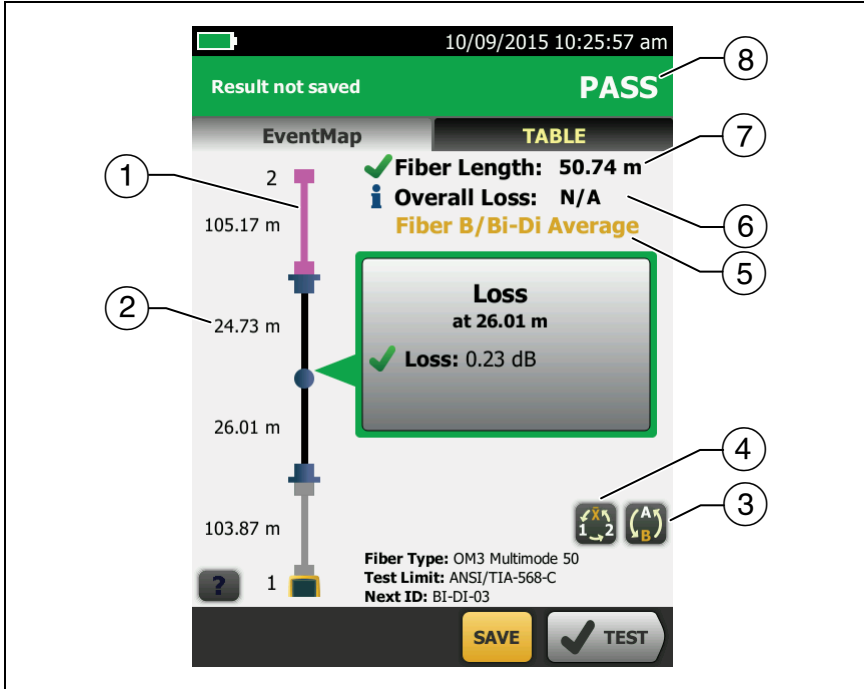 10/09/2015 10:25:57 am
8
Result not saved PASS
EventMap TABLE
7
1
2
Fiber Length: 50.74 m
i Overall Loss: N/A
6
105.17 m
Fiber B/Bi-Di Average
5
Loss
at 26.01 m
2
24.73 m
Loss: 0.23 dB
26.01 m
4
X
1 2
A
B
3
103.87 m
Fiber Type: OM3 Multimode 50
Test Limit: ANSI/TIA-568-C
Next ID: BI-DI-03
?
1
SAVE
TEST